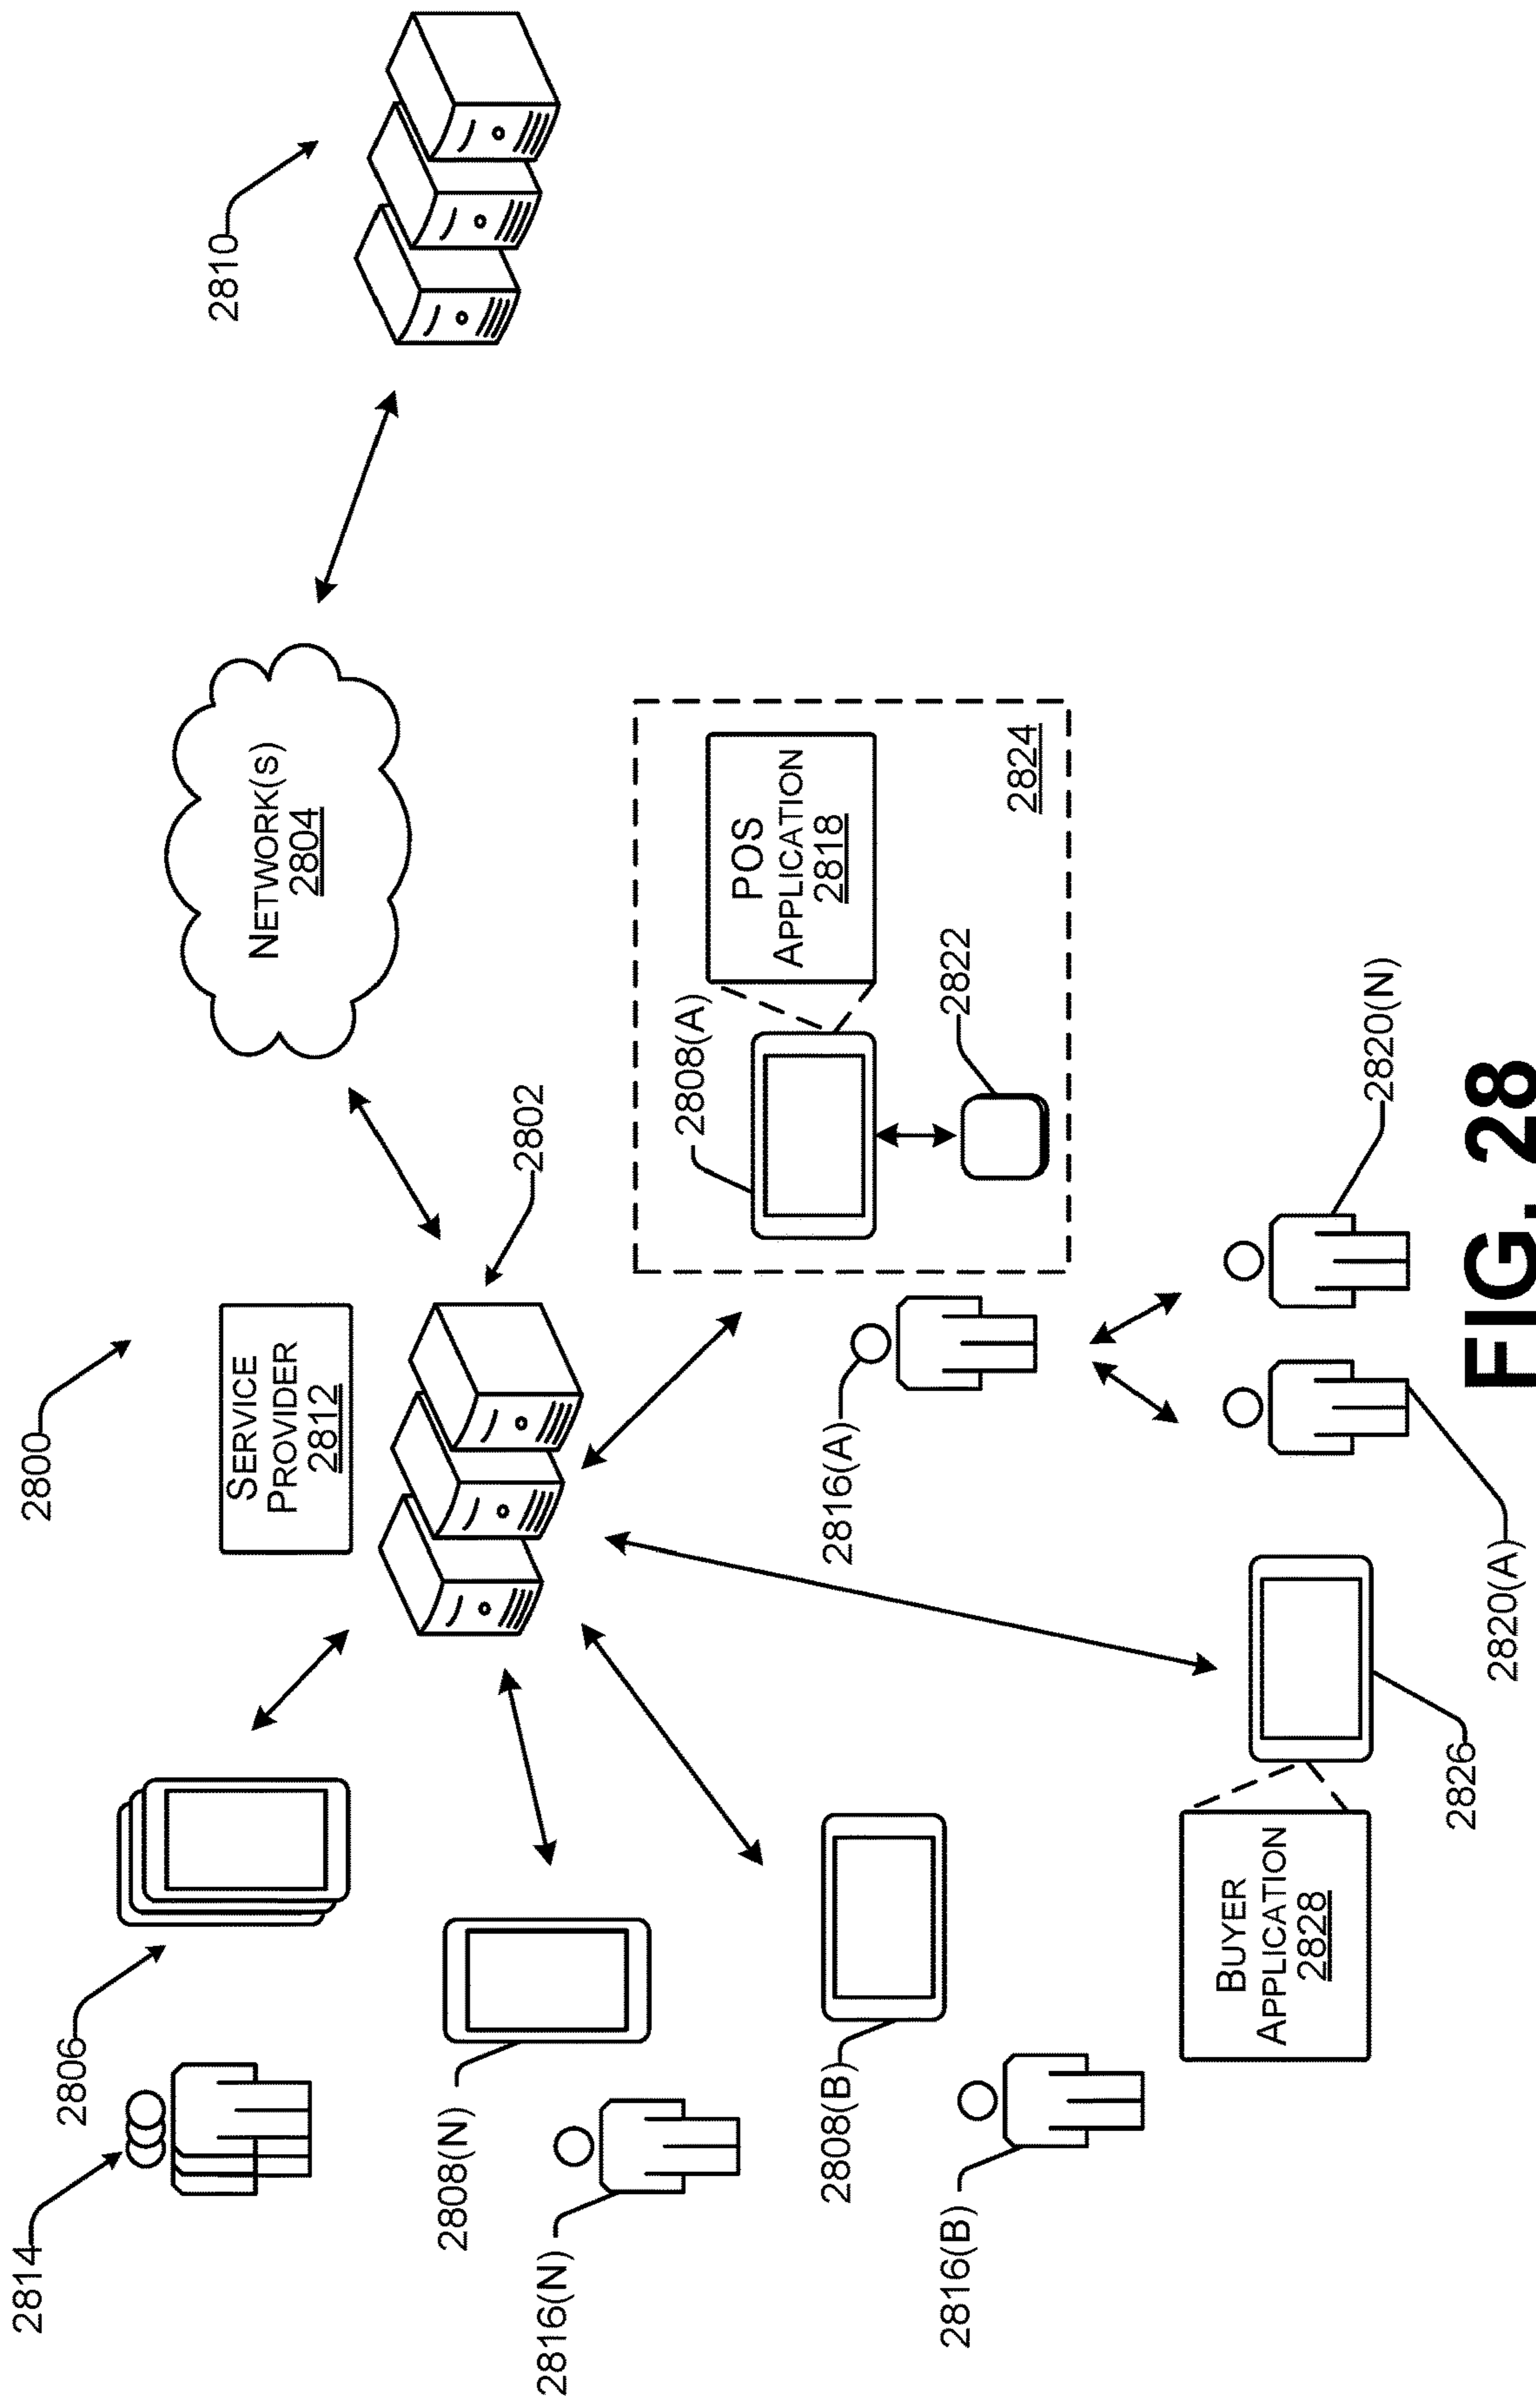 2800
2814
2806
SERVICE
PROVIDER
2812
NETWORK(S)
2804
2810
2802
2808(N)
2816(N)
2808(A)
POS
APPLICATION
2818
2808(B)
2816(A)
2816(B)
2822
2824
BUYER
APPLICATION
2828
2826
2820(A)
2820(N)
FIG. 28